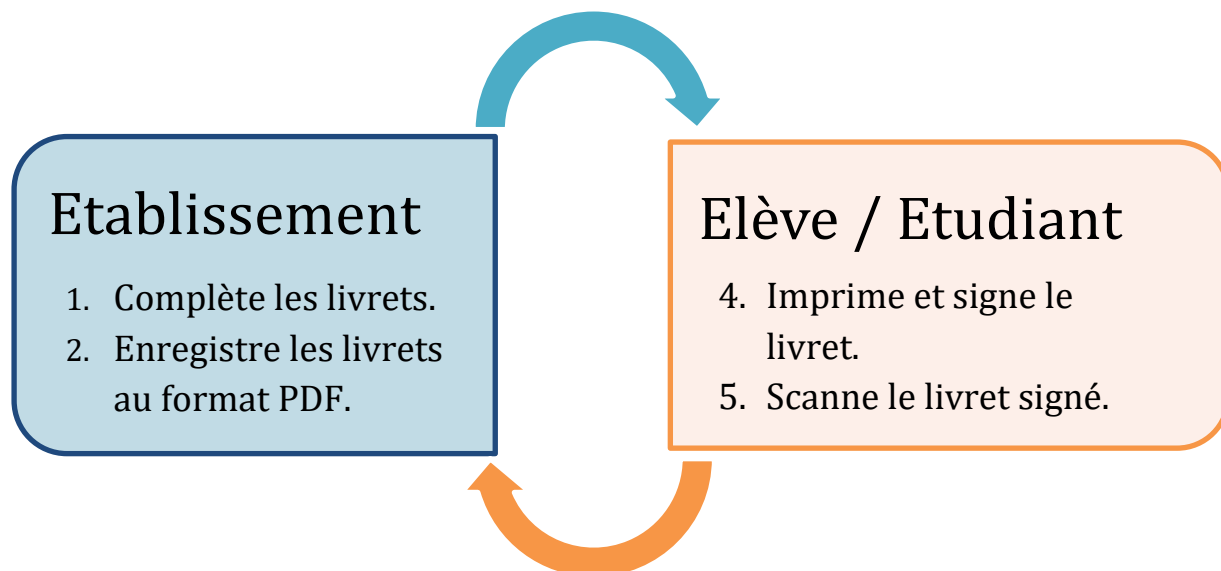 Etablissement
1. Complète les livrets.
2. Enregistre les livrets
au format PDF.
Elève / Etudiant
4. Imprime et signe le
livret.
5. Scanne le livret signé.